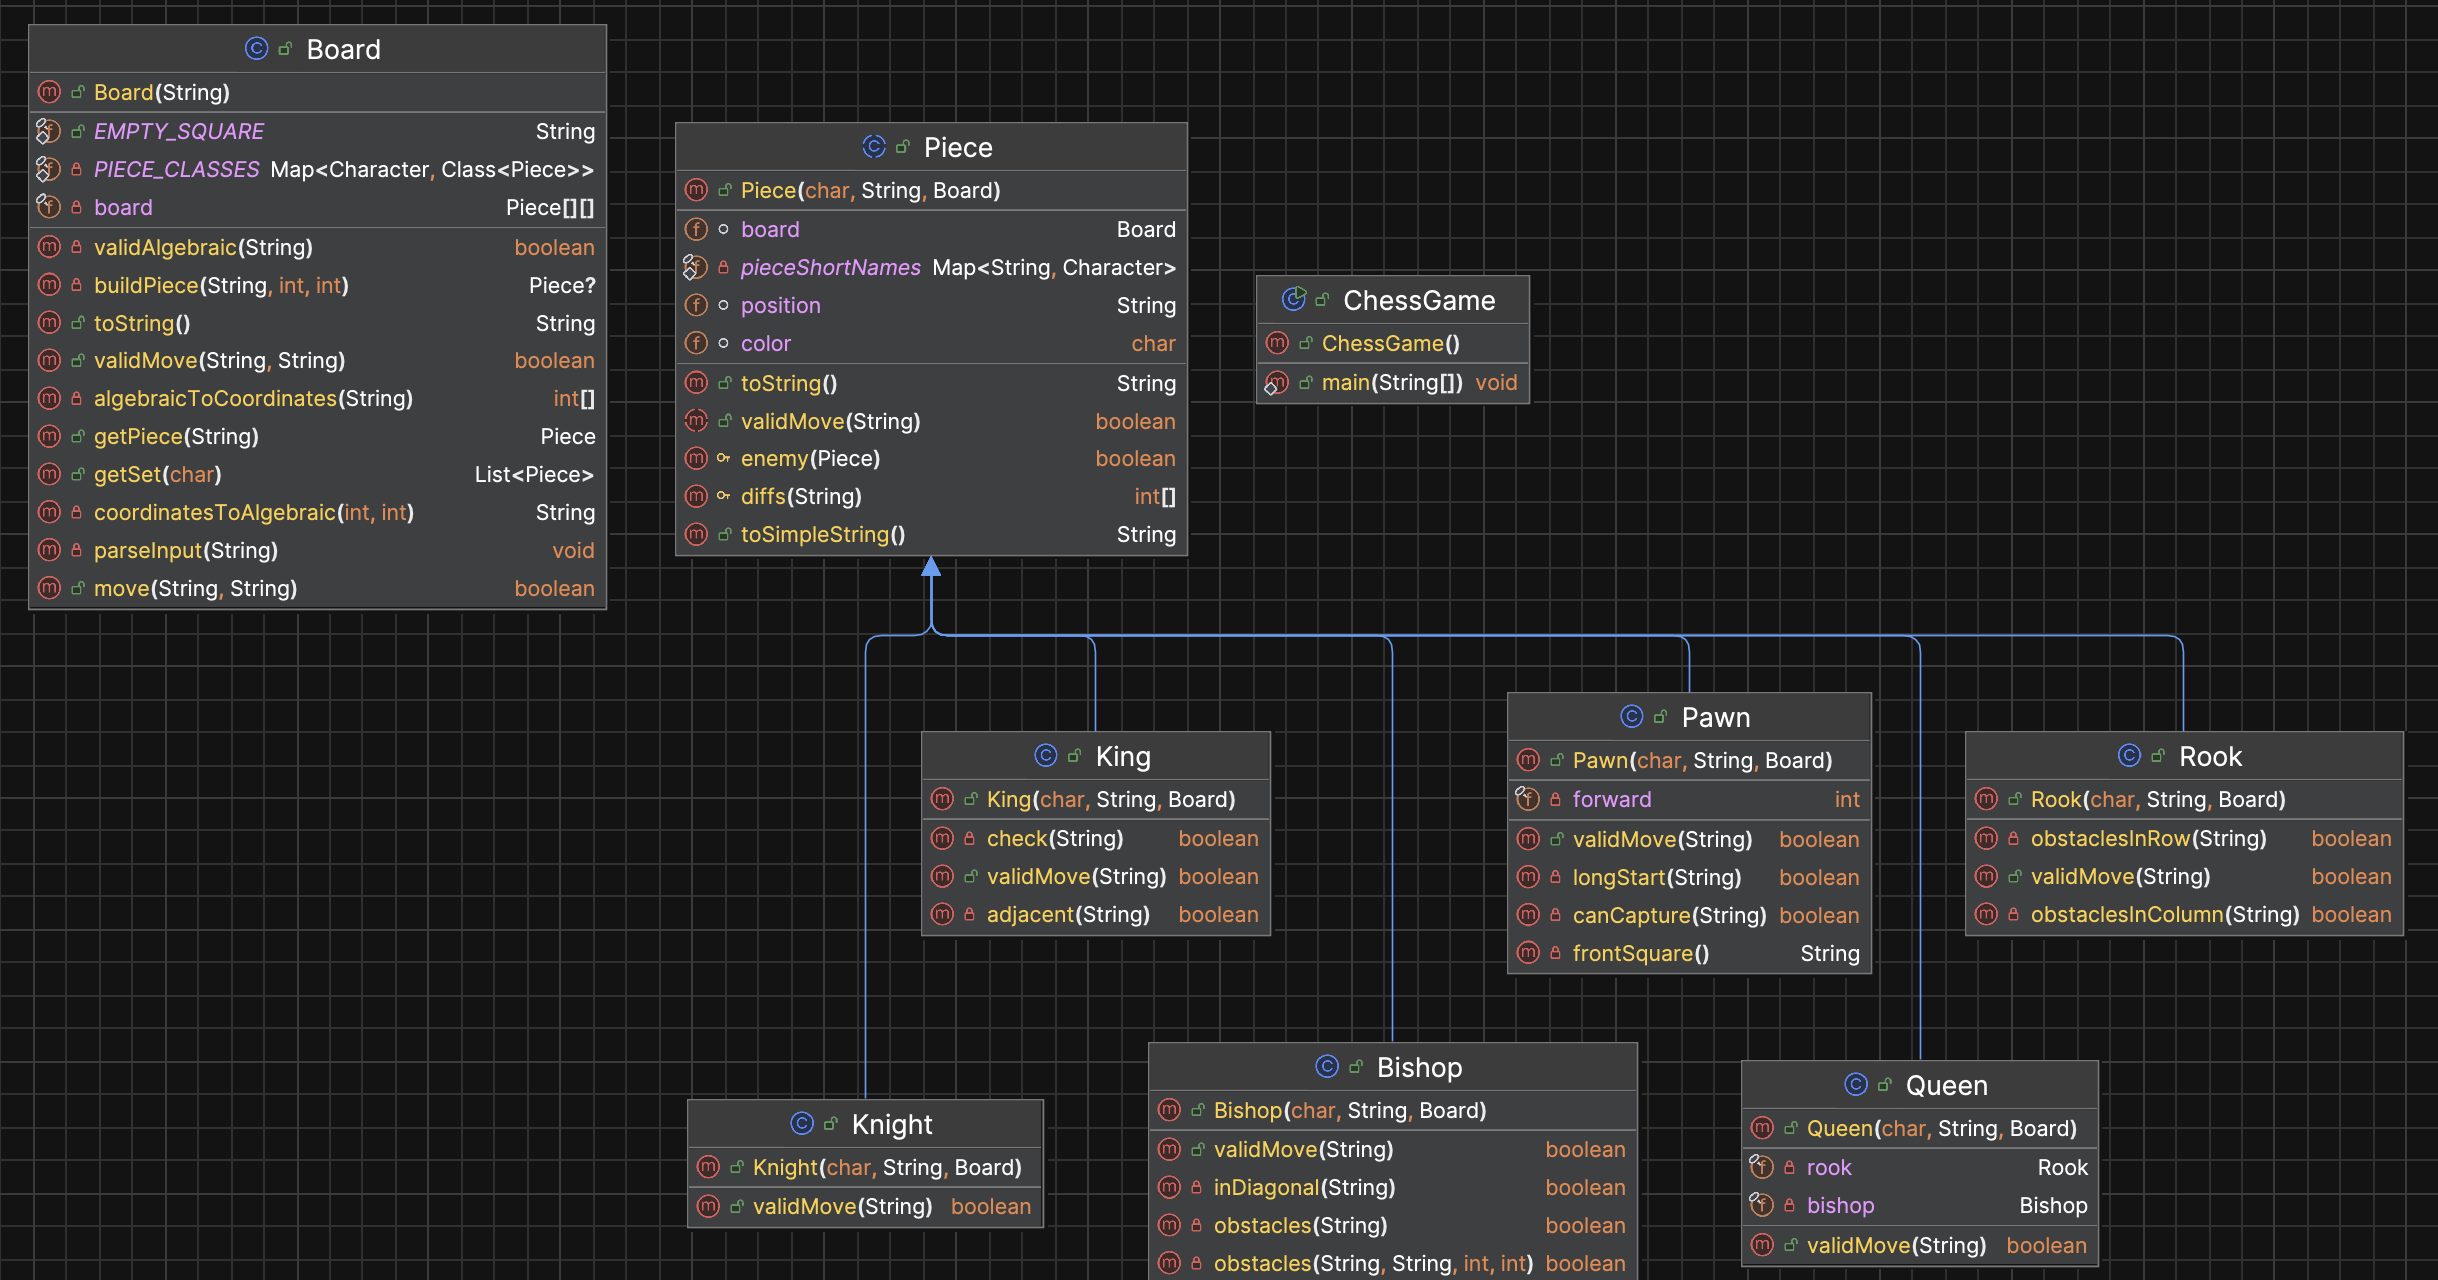 Board
Board(String)
EMPTY_SQUARE String
PIECE_CLASSES Map<Character, Class<Piece>>
board Piece[][]
validAlgebraic(String) boolean
buildPiece(String, int, int) Piece?
toString() String
validMove(String, String) boolean
algebraicToCoordinates(String) int[]
getPiece(String) Piece
getSet(char) List<Piece>
coordinatesToAlgebraic(int, int) String
parseInput(String) void
move(String, String) boolean
Piece
Piece(char, String, Board)
board Board
pieceShortNames Map<String, Character>
position String
color char
toString() String
validMove(String) boolean
enemy(Piece) boolean
diffs(String) int[]
toSimpleString() String
ChessGame
ChessGame()
main(String[]) void
King
King(char, String, Board)
check(String) boolean
validMove(String) boolean
adjacent(String) boolean
Pawn
Pawn(char, String, Board)
forward int
validMove(String) boolean
longStart(String) boolean
canCapture(String) boolean
frontSquare() String
Rook
Rook(char, String, Board)
obstaclesInRow(String) boolean
validMove(String) boolean
obstaclesInColumn(String) boolean
Knight
Knight(char, String, Board)
validMove(String) boolean
Bishop
Bishop(char, String, Board)
validMove(String) boolean
inDiagonal(String) boolean
obstacles(String) boolean
obstacles(String, String, int, int) boolean
Queen
Queen(char, String, Board)
rook Rook
bishop Bishop
validMove(String) boolean